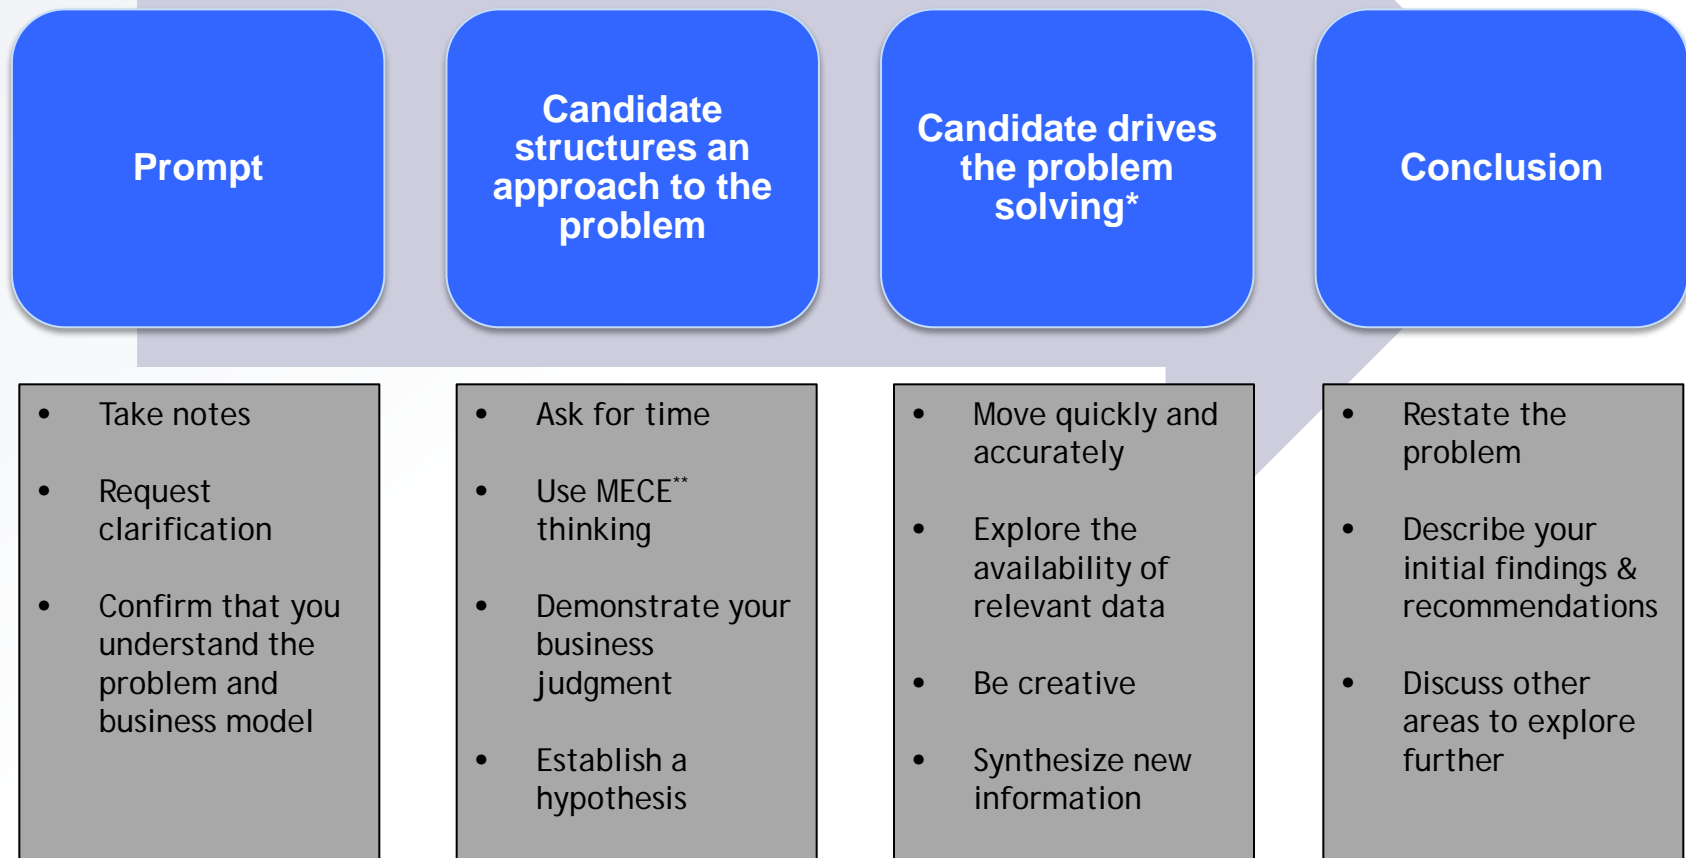 Prompt
Candidate
structures an
approach to the
problem
Candidate drives
the problem
solving*
Conclusion
• Take notes
• Request
clarification
• Confirm that you
understand the
problem and
business model
• Ask for time
• Use MECE**
thinking
• Demonstrate your
business
judgment
• Establish a
hypothesis
• Move quickly and
accurately
• Explore the
availability of
relevant data
• Be creative
• Synthesize new
information
• Restate the
problem
• Describe your
initial findings &
recommendations
• Discuss other
areas to explore
further